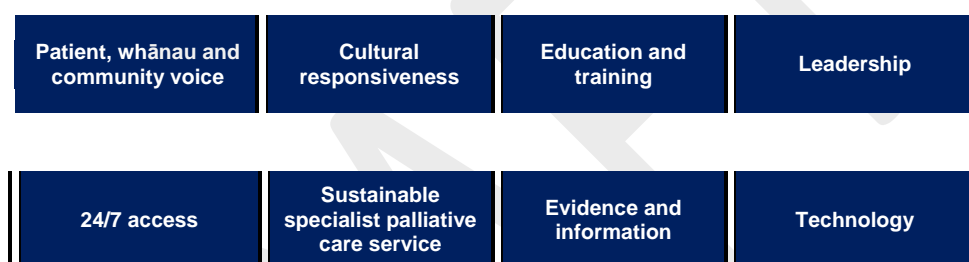 Patient, whānau and
community voice
Cultural
responsiveness
Education and
training
Leadership
24/7 access
Sustainable
specialist palliative
care service
Evidence and
information
Technology